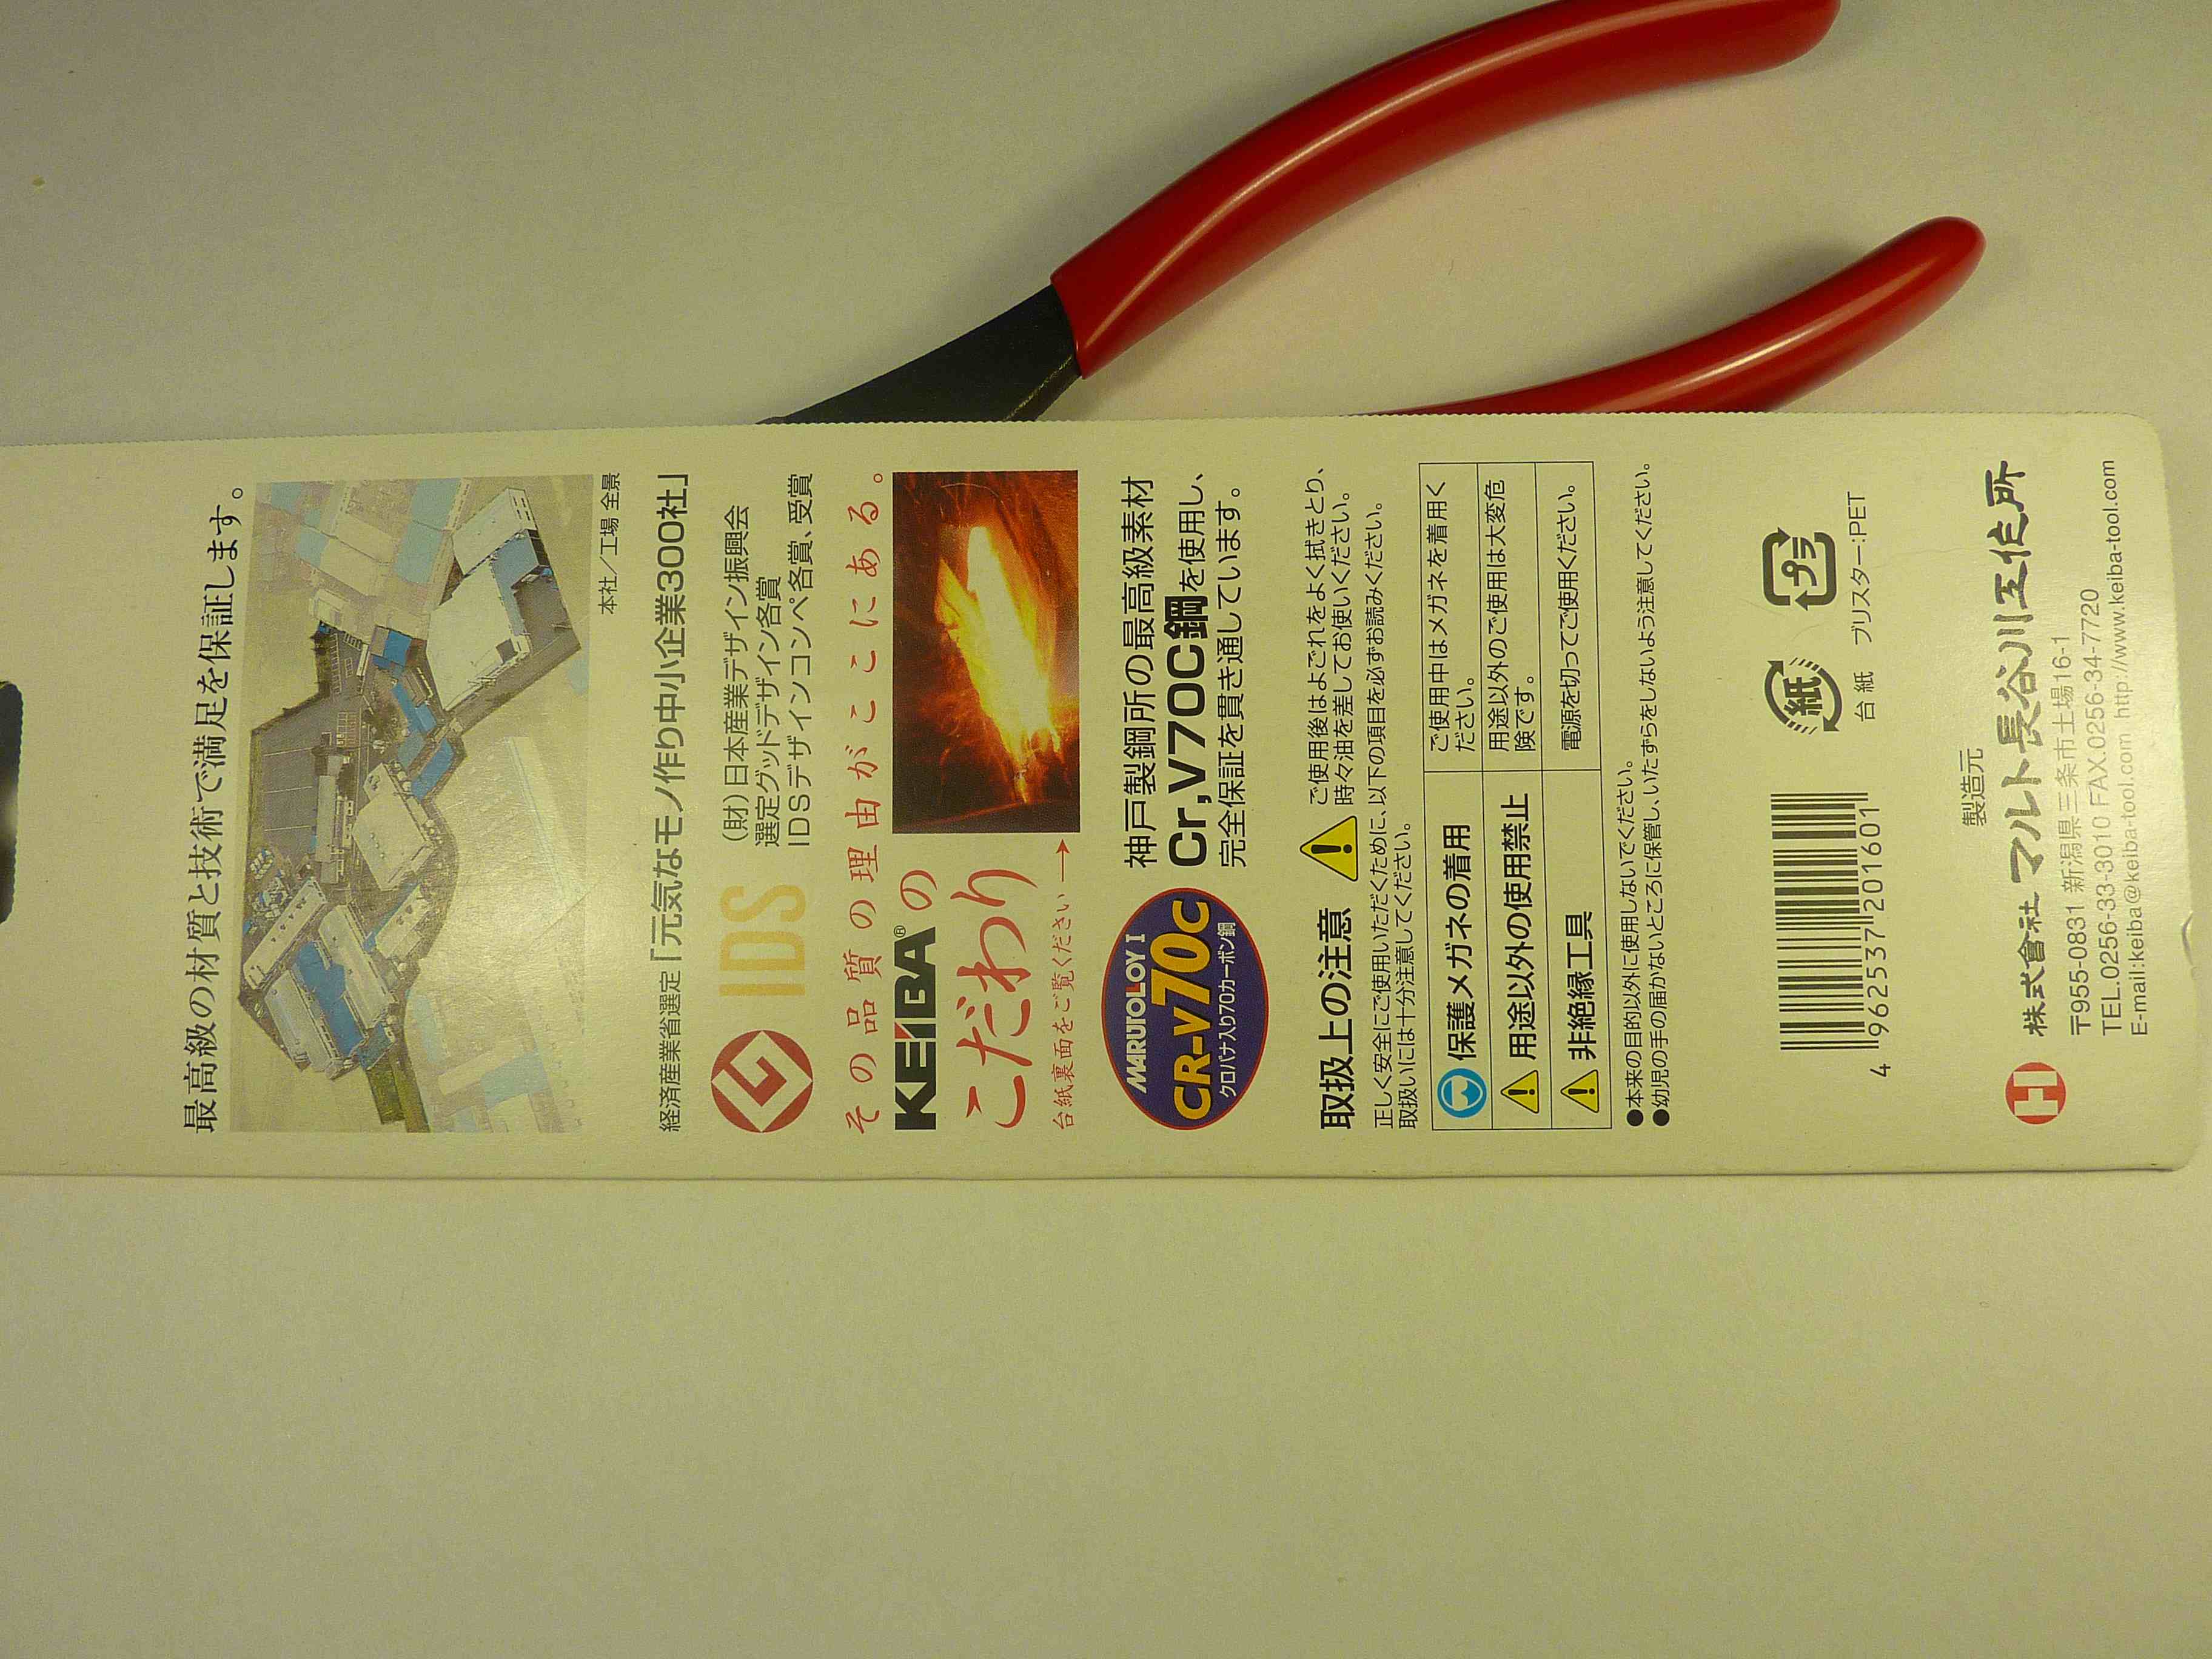 最高級の材質と技術で満足を保証します。
本社／工場 全景
経済産業省選定「元気なモノ作り中小企業300社」
IDS
（財）日本産業デザイン振興会
選定グッドデザイン各賞
IDSデザインコンペ各賞、受賞
その品質の理由がここにある。
KEIBA®の
こだわり
台紙裏面をご覧ください→
MARUTOLOY I
CR-V70C
クロバナ入り70カーボン鋼
神戸製鋼所の最高級素材
Cr,V70C鋼を使用し、
完全保証を貫き通しています。
取扱上の注意
ご使用後はよごれをよく拭きとり、
時々油を差してお使いください。
正しく安全にご使用いただくために、以下の項目を必ずお読みください。
取扱いには十分注意してください。
保護メガネの着用
ご使用中はメガネを着用く
ださい。
用途以外の使用禁止
用途以外のご使用は大変危
険です。
非絶縁工具
電源を切ってご使用ください。
●本来の目的以外に使用しないでください。
●幼児の手の届かないところに保管し、いたずらをしないよう注意してください。
4 962537 201601
紙
台紙
プラ
ブリスター:PET
製造元
株式會社 マルト長谷川工作所
〒955-0831 新潟県三条市土場16-1
TEL.0256-33-3010 FAX.0256-34-7720
E-mail:keiba@keiba-tool.com http://www.keiba-tool.com